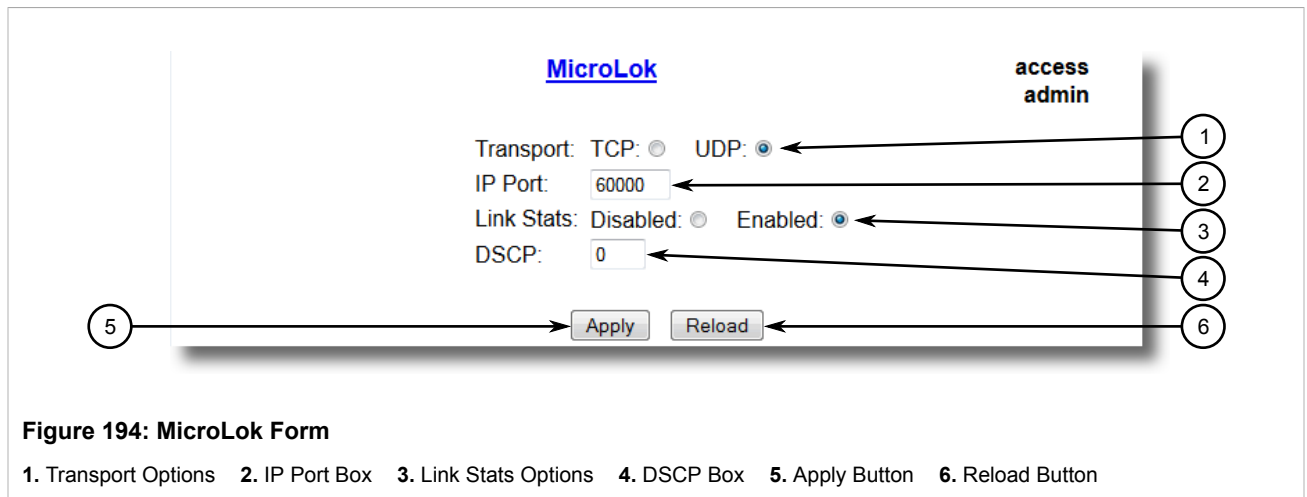 MicroLok
access
admin
Transport: TCP: UDP:
1
IP Port: 60000
2
Link Stats: Disabled: Enabled:
3
DSCP: 0
4
5
Apply Reload
6
Figure 194: MicroLok Form
1. Transport Options 2. IP Port Box 3. Link Stats Options 4. DSCP Box 5. Apply Button 6. Reload Button